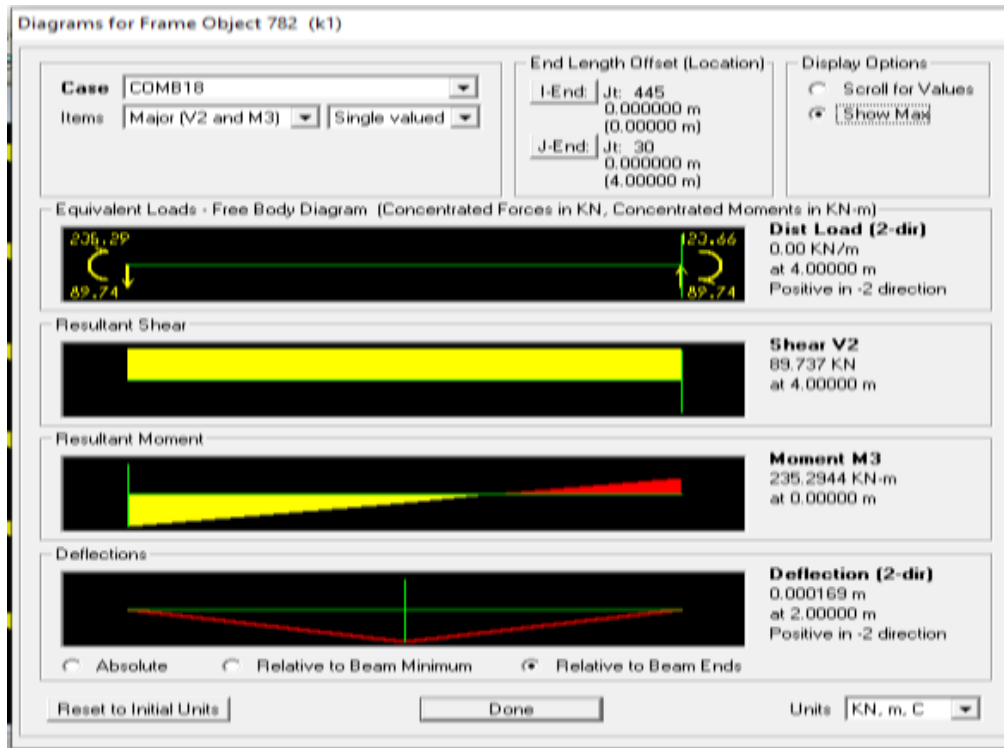 Diagrams for Frame Object 782 (k1)
Case COMB18
Items Major (V2 and M3) Single valued
End Length Offset (Location)
I-End: Jt: 445
0.000000 m
(0.00000 m)
J-End: Jt: 30
0.000000 m
(4.00000 m)
Display Options
Scroll for Values
Show Max
Equivalent Loads - Free Body Diagram (Concentrated Forces in KN, Concentrated Moments in KN-m)
235.29
89.74
123.66
89.74
Dist Load (2-dir)
0.00 KN/m
at 4.00000 m
Positive in -2 direction
Resultant Shear
Shear V2
89.737 KN
at 4.00000 m
Resultant Moment
Moment M3
235.2944 KN-m
at 0.00000 m
Deflections
Deflection (2-dir)
0.000169 m
at 2.00000 m
Positive in -2 direction
Absolute Relative to Beam Minimum Relative to Beam Ends
Reset to Initial Units Done Units KN, m, C